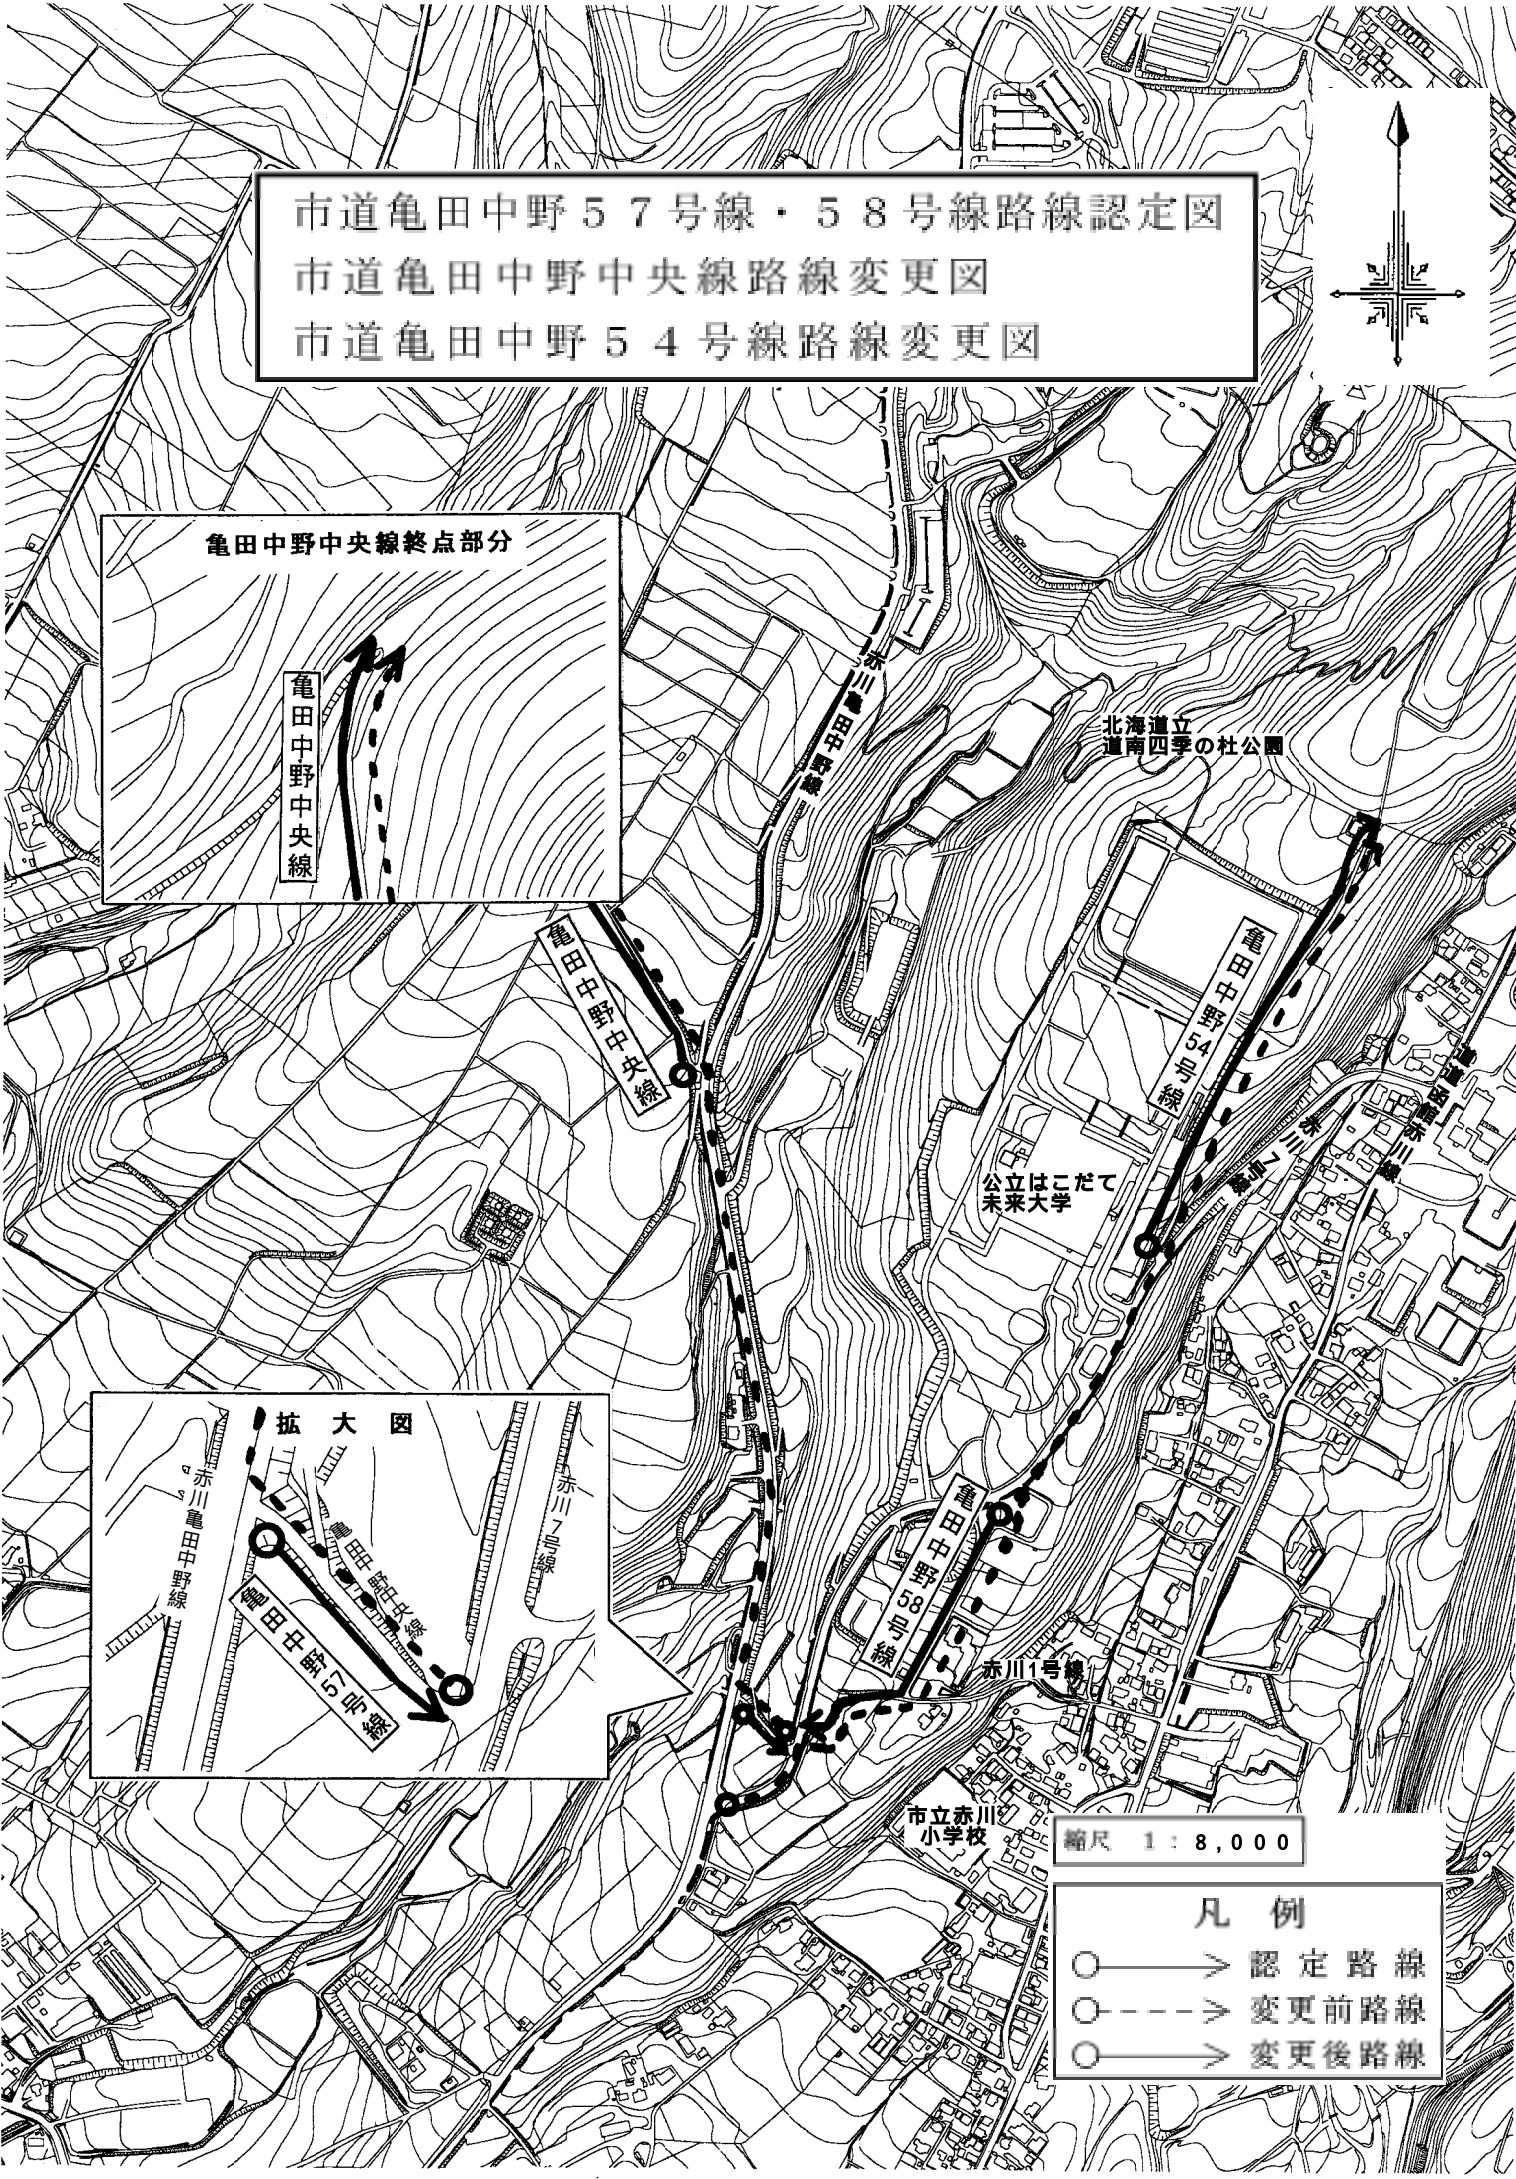 市道亀田中野５７号線・５８号線路線認定図
市道亀田中野中央線路線変更図
市道亀田中野５４号線路線変更図
亀田中野中央線終点部分
亀田中野中央線
赤川亀田中野線
北海道立
道南四季の杜公園
亀田中野中央線
亀田中野54号線
道道函館赤川線
赤川7号線
公立はこだて
未来大学
拡大図
赤川亀田中野線
亀田中野中央線
赤川7号線
亀田中野57号線
亀田中野58号線
赤川1号線
市立赤川
小学校
縮尺　１：８,０００
凡　例
認定路線
変更前路線
変更後路線